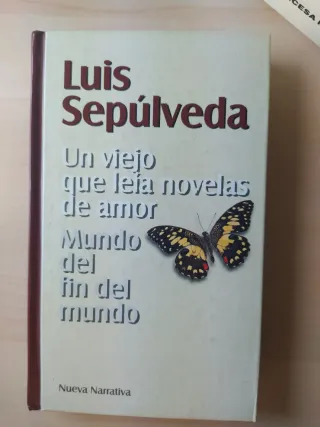 Luis
Sepúlveda
Un viejo
que leía novelas
de amor
Mundo
del
fin del
mundo
Nueva Narrativa